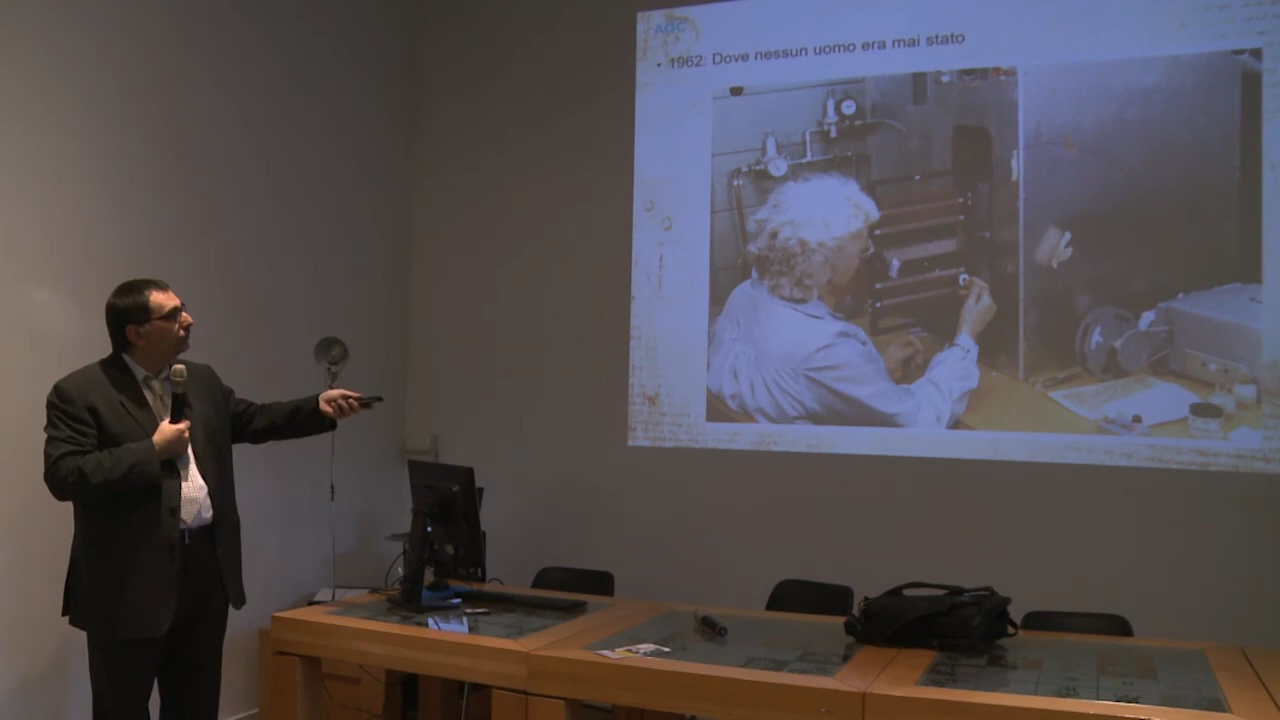 AGC
• 1962: Dove nessun uomo era mai stato